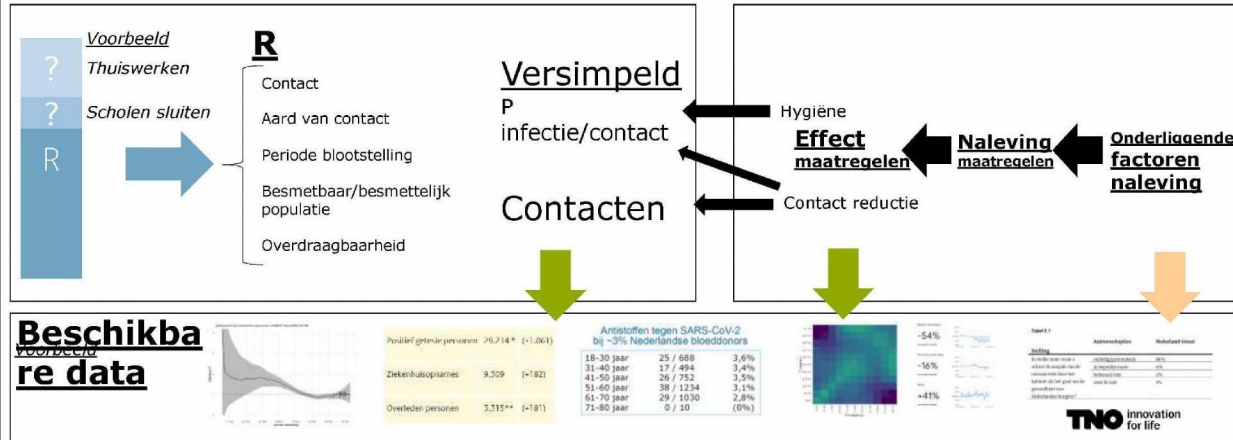 Voorbeeld
?
Thuiswerken
?
Scholen sluiten
R
R
Contact
Aard van contact
Periode blootstelling
Besmetbaar/besmettelijk
populatie
Overdraagbaarheid
Versimpeld
P
infectie/contact
Contacten
Hygiëne
Effect
maatregelen
Naleving
maatregelen
Onderliggende
factoren
naleving
Contact reductie
Beschikba
Voorbeeld
re data
Positief geteste personen 29.214 * (+1.061)
Ziekenhuisopnames 9.309 (+182)
Overleden personen 3.315** (+181)
Antistoffen tegen SARS-CoV-2
bij ~3% Nederlandse bloeddonors
18-30 jaar 25 / 688 3,6%
31-40 jaar 17 / 494 3,4%
41-50 jaar 26 / 752 3,5%
51-60 jaar 38 / 1234 3,1%
61-70 jaar 29 / 1030 2,8%
71-80 jaar 0 / 10 (0%)
-54%
-16%
+41%
Stelling
TNO innovation
for life